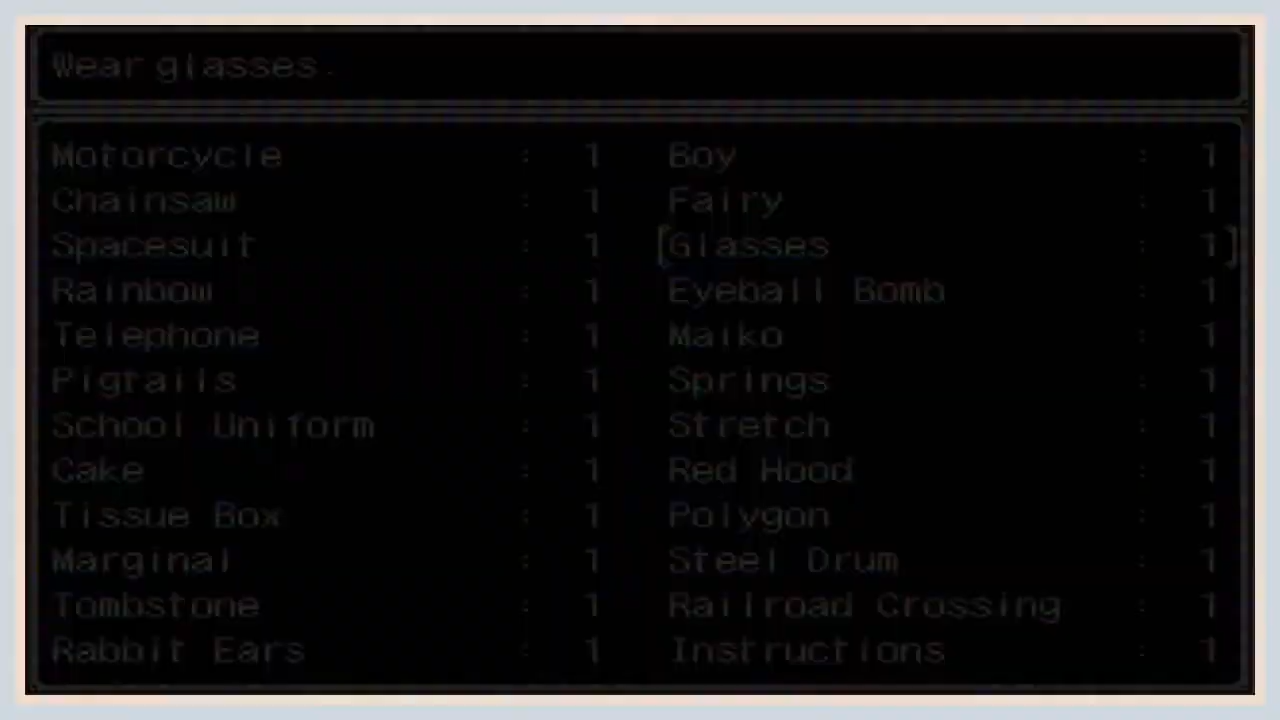 Wear glasses.
Motorcycle : 1 Boy : 1
Chainsaw : 1 Fairy : 1
Spacesuit : 1 [Glasses : 1]
Rainbow : 1 Eyeball Bomb : 1
Telephone : 1 Maiko : 1
Pigtails : 1 Springs : 1
School Uniform : 1 Stretch : 1
Cake : 1 Red Hood : 1
Tissue Box : 1 Polygon : 1
Marginal : 1 Steel Drum : 1
Tombstone : 1 Railroad Crossing : 1
Rabbit Ears : 1 Instructions : 1